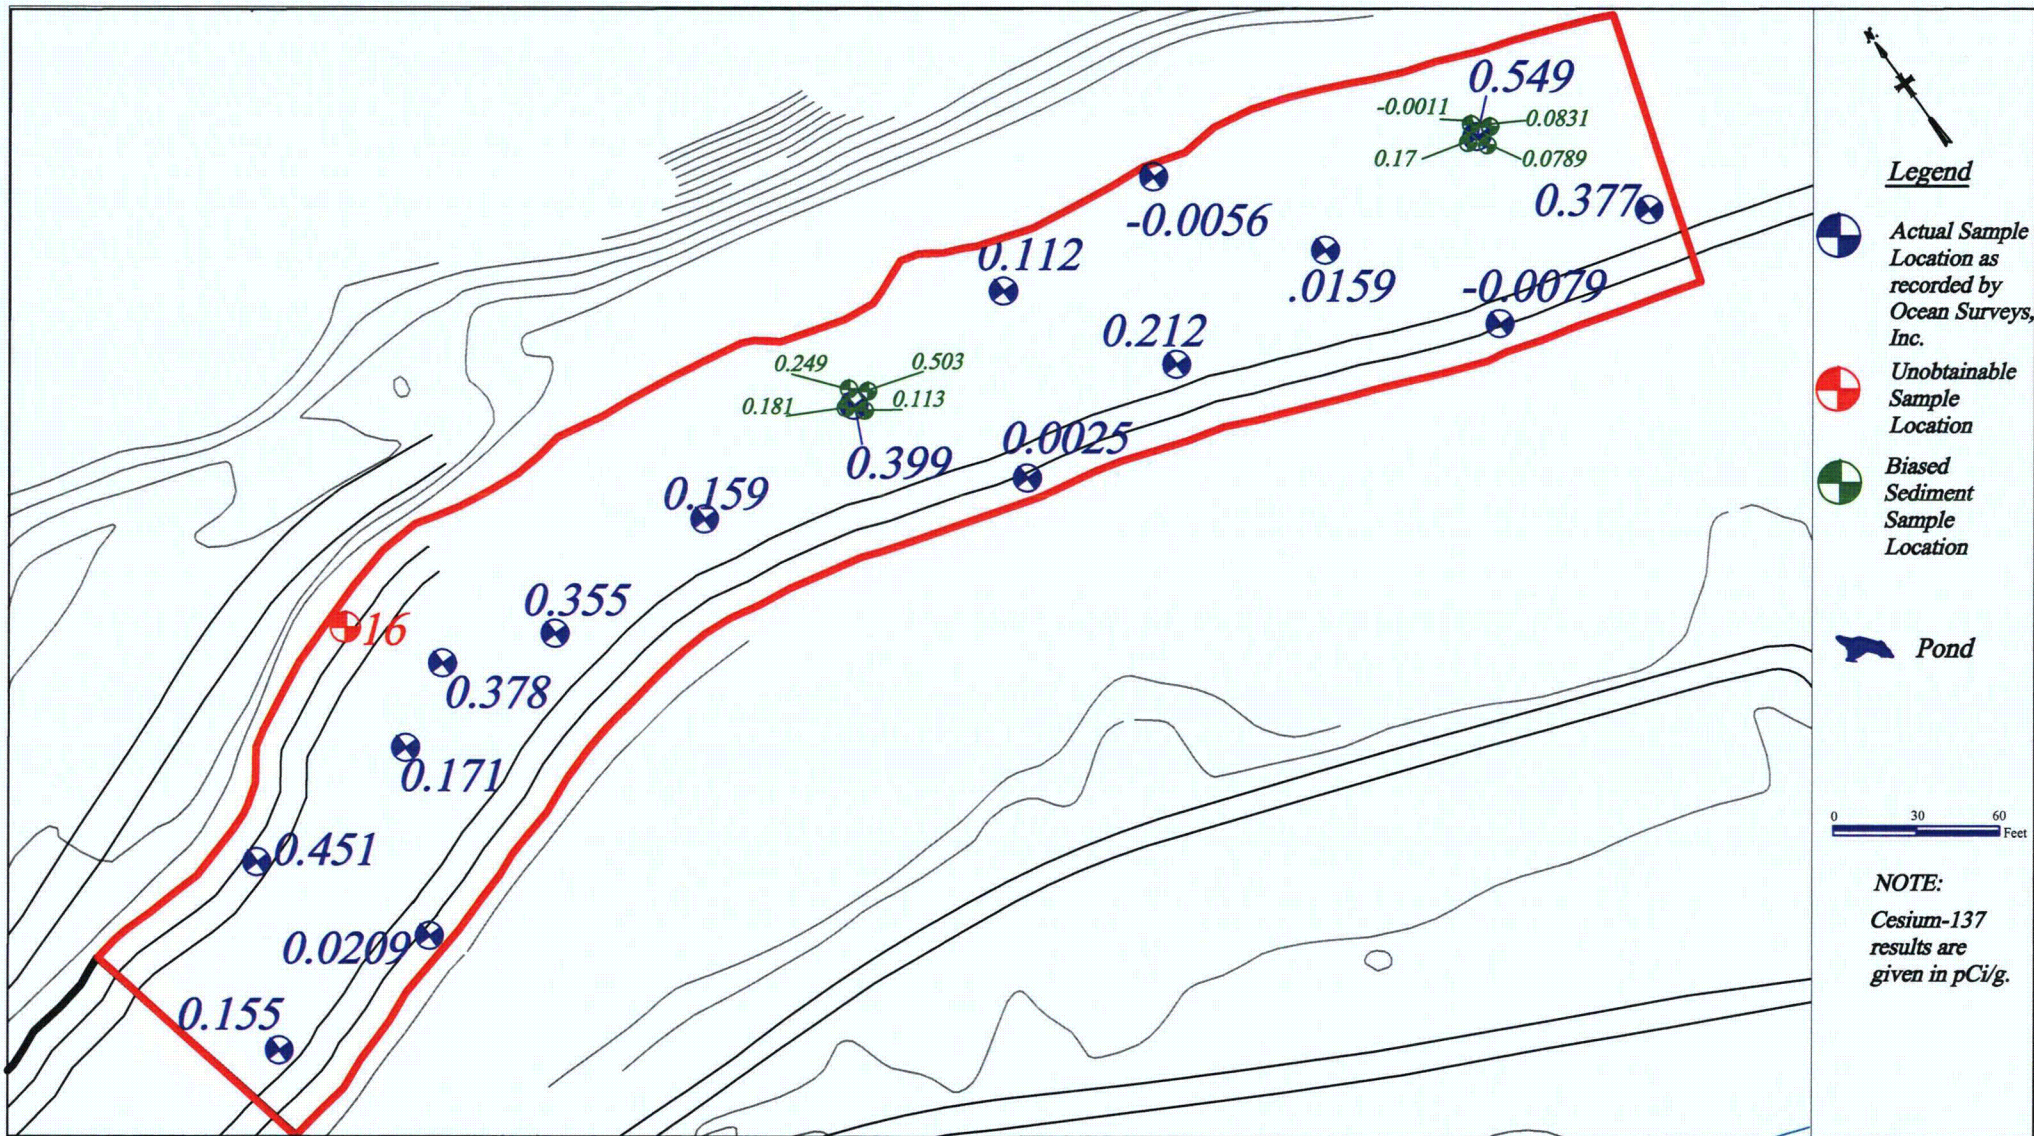 0.549
-0.0011
0.0831
0.17
0.0789
0.377
-0.0056
0.112
.0159
-0.0079
0.212
0.249
0.503
0.181
0.113
0.399
0.0025
0.159
0.355
16
0.378
0.171
0.451
0.0209
0.155
N.
Legend
Actual Sample
Location as
recorded by
Ocean Surveys,
Inc.
Unobtainable
Sample
Location
Biased
Sediment
Sample
Location
Pond
0 30 60
Feet
NOTE:
Cesium-137
results are
given in pCi/g.